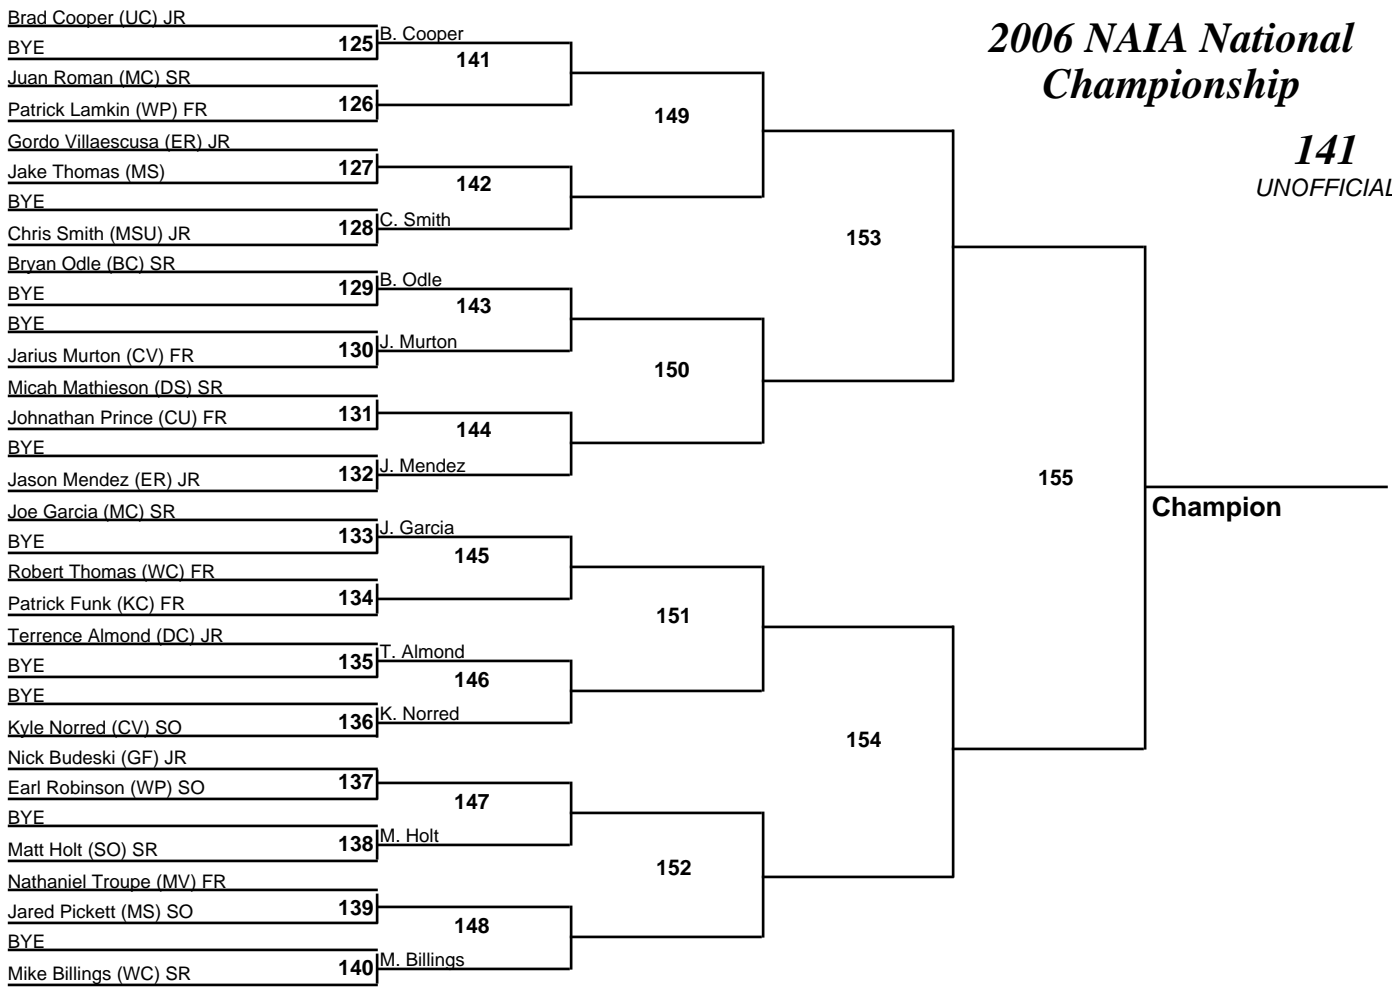 2006 NAIA National
Championship
141
UNOFFICIAL
Brad Cooper (UC) JR
BYE
125
B. Cooper
141
Juan Roman (MC) SR
Patrick Lamkin (WP) FR
126
149
Gordo Villaescusa (ER) JR
Jake Thomas (MS)
127
142
BYE
Chris Smith (MSU) JR
128
C. Smith
153
Bryan Odle (BC) SR
BYE
129
B. Odle
143
BYE
Jarius Murton (CV) FR
130
J. Murton
150
Micah Mathieson (DS) SR
Johnathan Prince (CU) FR
131
144
BYE
Jason Mendez (ER) JR
132
J. Mendez
155
Champion
Joe Garcia (MC) SR
BYE
133
J. Garcia
145
Robert Thomas (WC) FR
Patrick Funk (KC) FR
134
151
Terrence Almond (DC) JR
BYE
135
T. Almond
146
BYE
Kyle Norred (CV) SO
136
K. Norred
154
Nick Budeski (GF) JR
Earl Robinson (WP) SO
137
147
BYE
Matt Holt (SO) SR
138
M. Holt
152
Nathaniel Troupe (MV) FR
Jared Pickett (MS) SO
139
148
BYE
Mike Billings (WC) SR
140
M. Billings